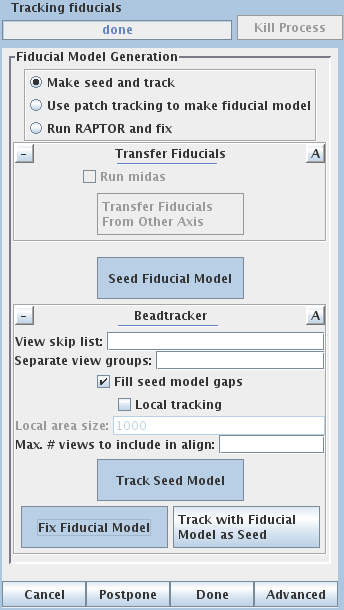 Tracking fiducials
done
Kill Process
Fiducial Model Generation
Make seed and track
Use patch tracking to make fiducial model
Run RAPTOR and fix
- Transfer Fiducials A
Run midas
Transfer Fiducials
From Other Axis
Seed Fiducial Model
- Beadtracker A
View skip list:
Separate view groups:
Fill seed model gaps
Local tracking
Local area size: 1000
Max. # views to include in align:
Track Seed Model
Fix Fiducial Model
Track with Fiducial
Model as Seed
Cancel Postpone Done Advanced